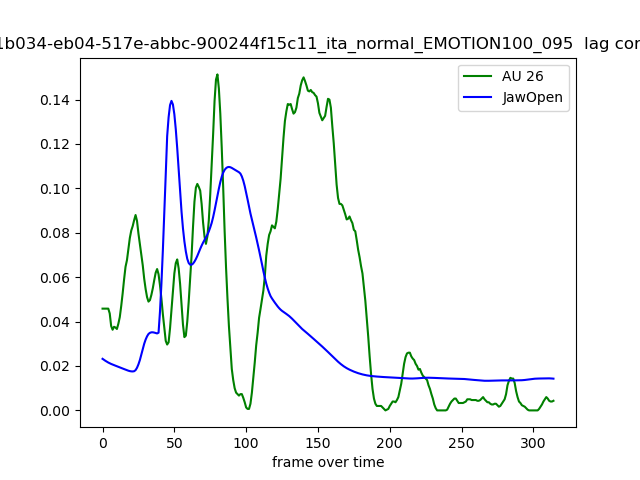 1b034-eb04-517e-abbc-900244f15c11_ita_normal_EMOTION100_095 lag cor
AU 26
JawOpen
0.14
0.12
0.10
0.08
0.06
0.04
0.02
0.00
0 50 100 150 200 250 300
frame over time